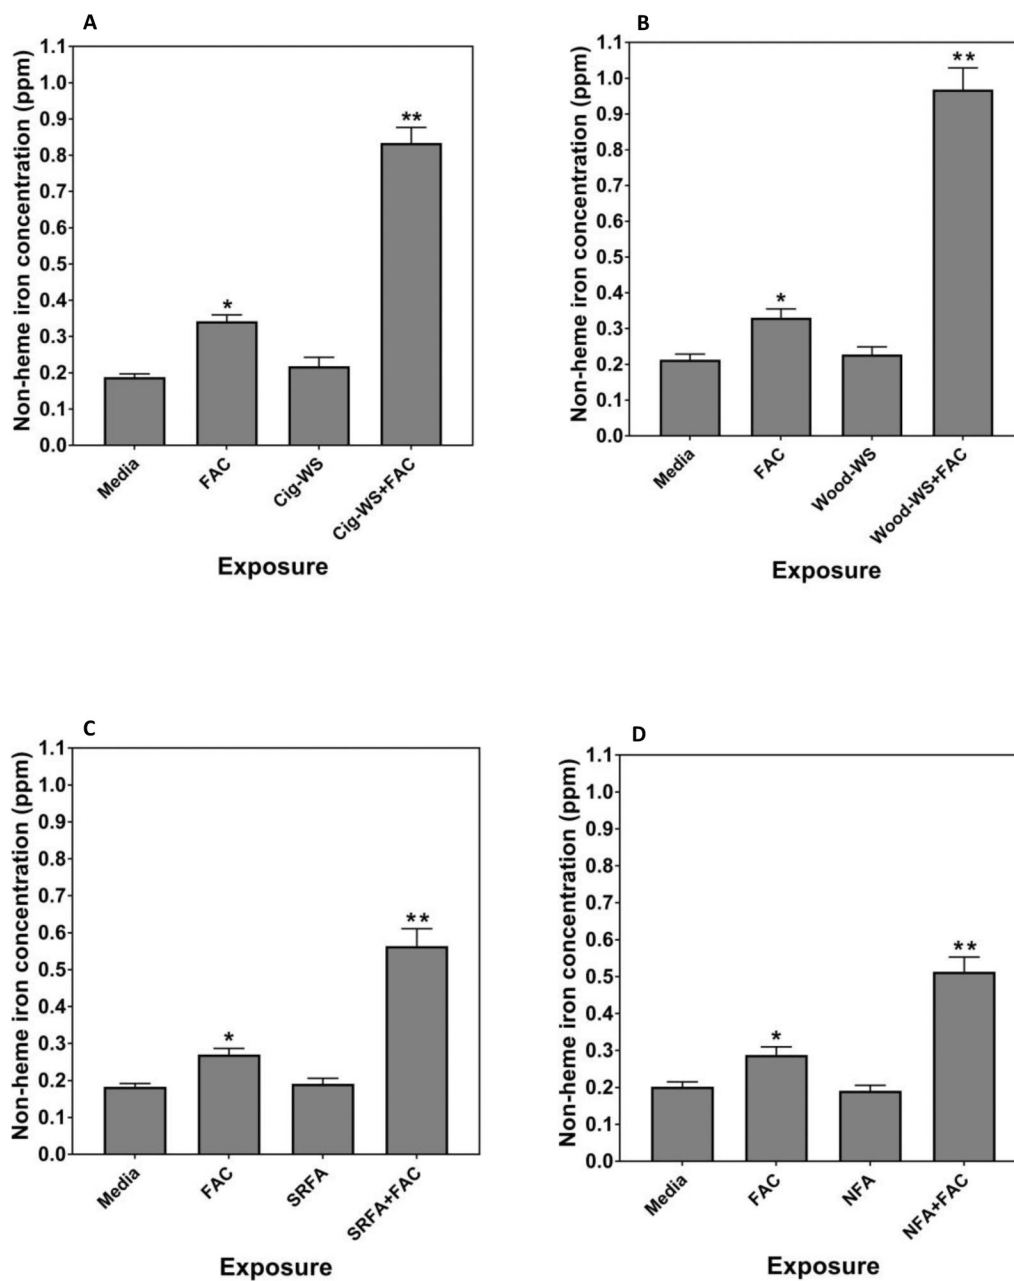 A
Non-heme iron concentration (ppm)
1.1
1.0
0.9
0.8
0.7
0.6
0.5
0.4
0.3
0.2
0.1
0.0
*
**
Media
FAC
Cig-WS
Cig-WS+FAC
Exposure
B
Non-heme iron concentration (ppm)
1.1
1.0
0.9
0.8
0.7
0.6
0.5
0.4
0.3
0.2
0.1
0.0
*
**
Media
FAC
Wood-WS
Wood-WS+FAC
Exposure
C
Non-heme iron concentration (ppm)
1.1
1.0
0.9
0.8
0.7
0.6
0.5
0.4
0.3
0.2
0.1
0.0
*
**
Media
FAC
SRFA
SRFA+FAC
Exposure
D
Non-heme iron concentration (ppm)
1.1
1.0
0.9
0.8
0.7
0.6
0.5
0.4
0.3
0.2
0.1
0.0
*
**
Media
FAC
NFA
NFA+FAC
Exposure